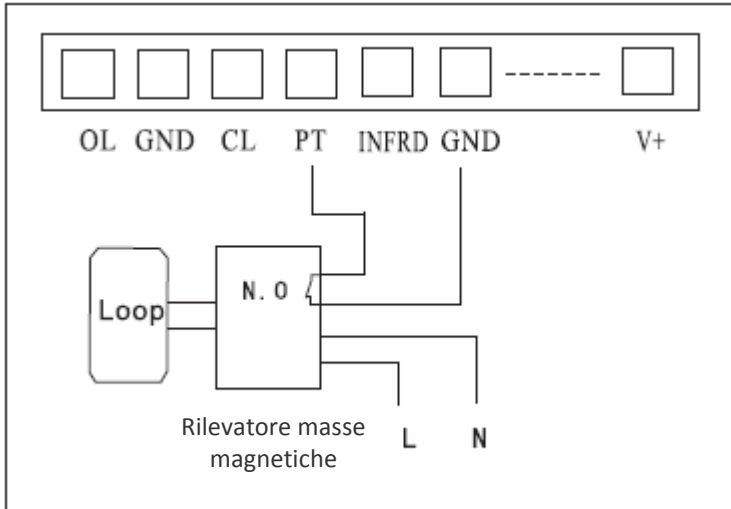 OL GND CL PT INFRD GND V+
N.O
Loop
Rilevatore masse
magnetiche
L N